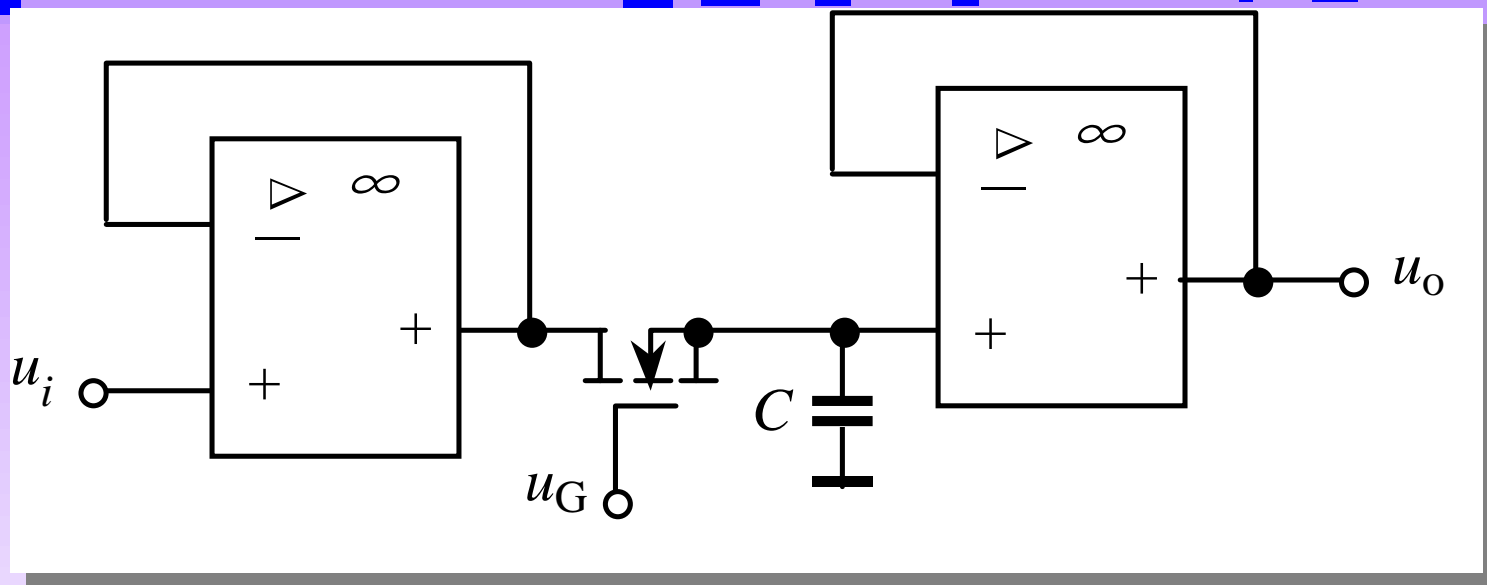 ▷ ∞
−
+
+
u_i
▷ ∞
−
+
+
u_o
C
u_G